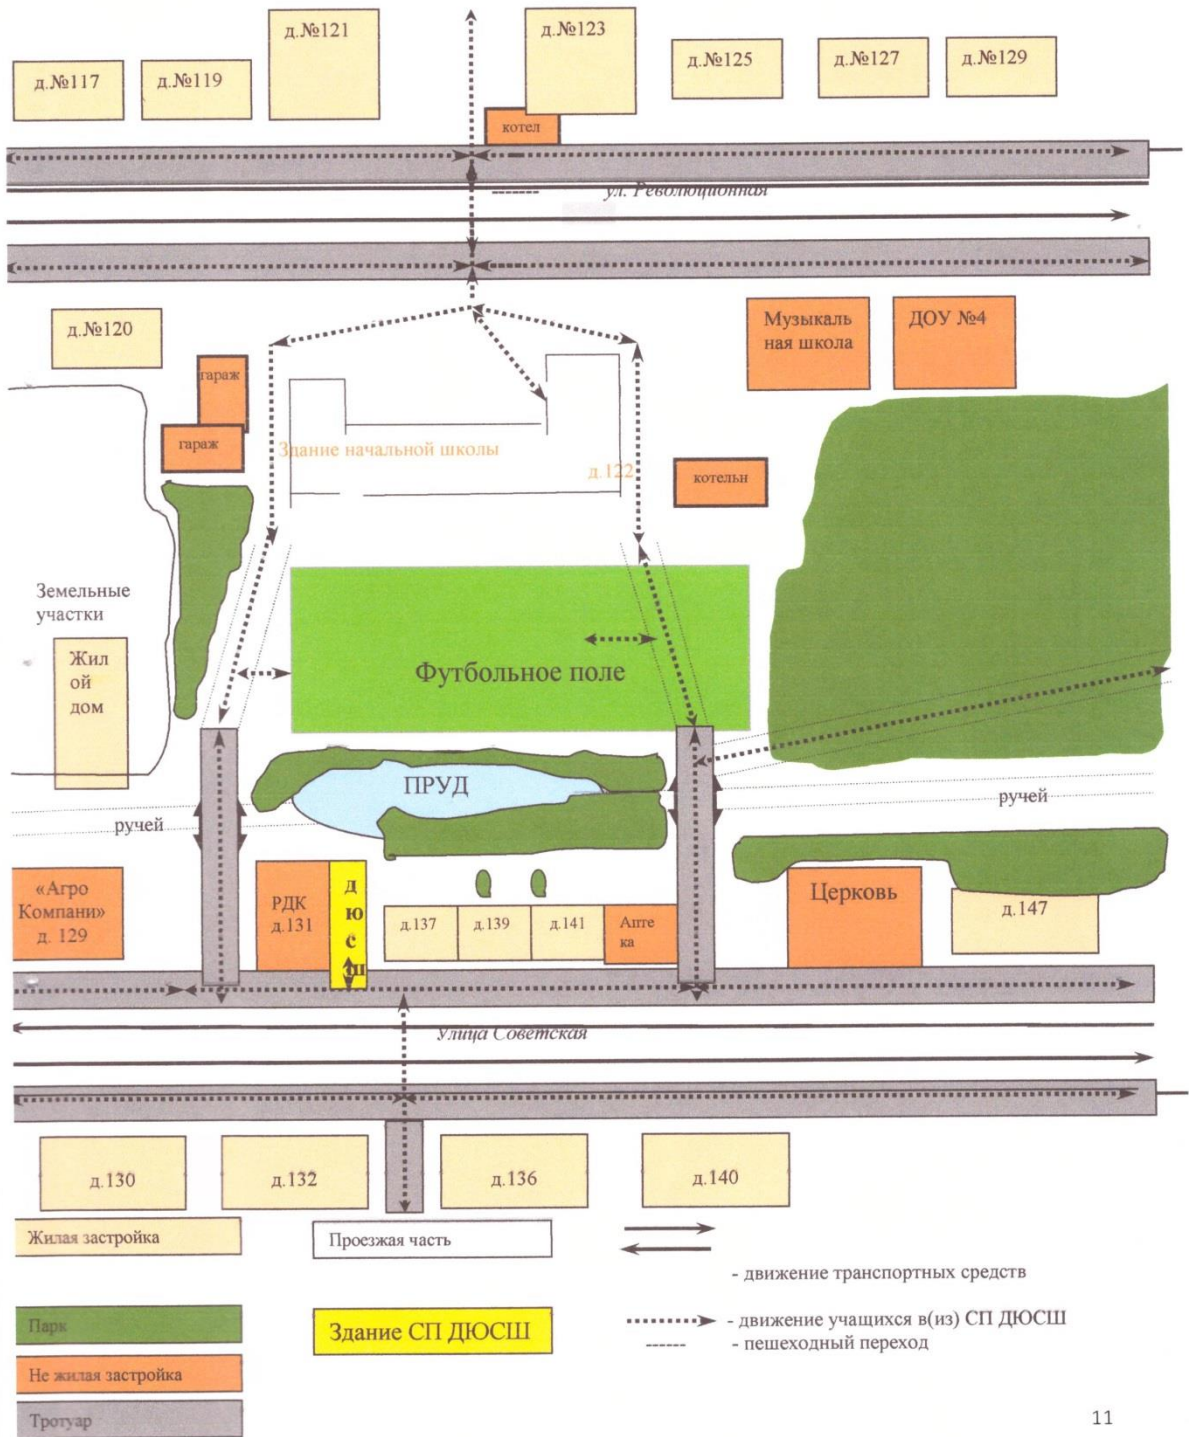 д.№121
д.№123
д.№117
д.№119
д.№125
д.№127
д.№129
котел
ул. Революционная
д.№120
Музыкаль
ная школа
ДОУ №4
гараж
гараж
Здание начальной школы
д.122
котельн
Земельные
участки
Жил
ой
дом
Футбольное поле
ПРУД
ручей
ручей
«Агро
Компани»
д. 129
РДК
д.131
д
ю
с
ш
д.137
д.139
д.141
Апте
ка
Церковь
д.147
Улица Советская
д.130
д.132
д.136
д.140
Жилая застройка
Проезжая часть
- движение транспортных средств
Парк
Здание СП ДЮСШ
- движение учащихся в(из) СП ДЮСШ
- пешеходный переход
Не жилая застройка
Тротуар
11